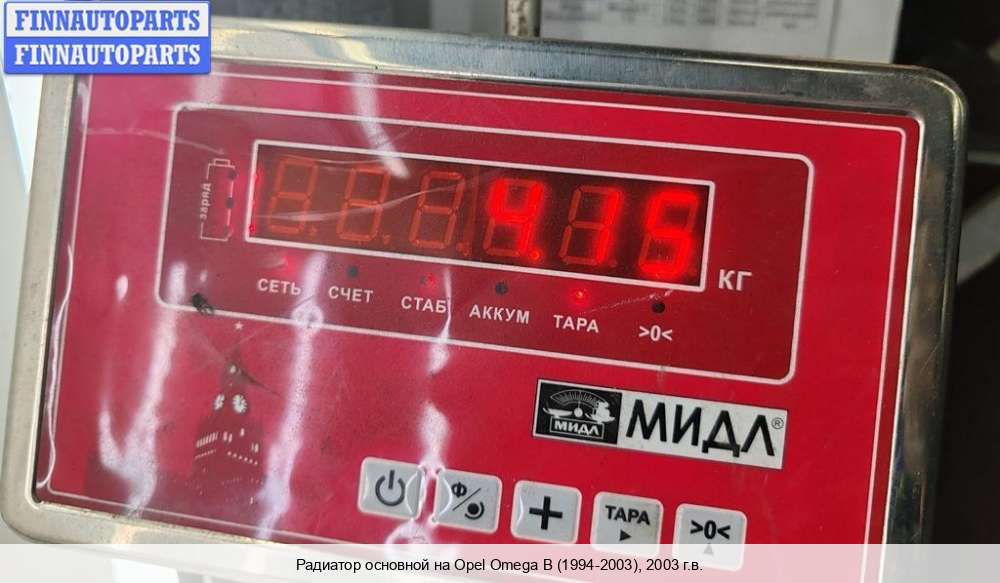 FINNAUTOPARTS
FINNAUTOPARTS
заряд
4.15
КГ
СЕТЬ
СЧЕТ
СТАБ
АККУМ
ТАРА
>0<
МИДЛ
МИДЛ®
Ф
+
ТАРА
>0<
Радиатор основной на Opel Omega B (1994-2003), 2003 г.в.